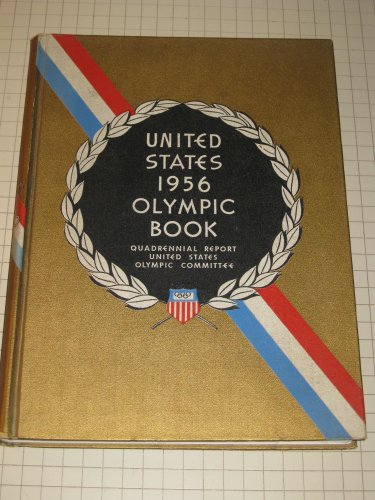 UNITED
STATES
1956
OLYMPIC
BOOK
QUADRENNIAL REPORT
UNITED STATES
OLYMPIC COMMITTEE